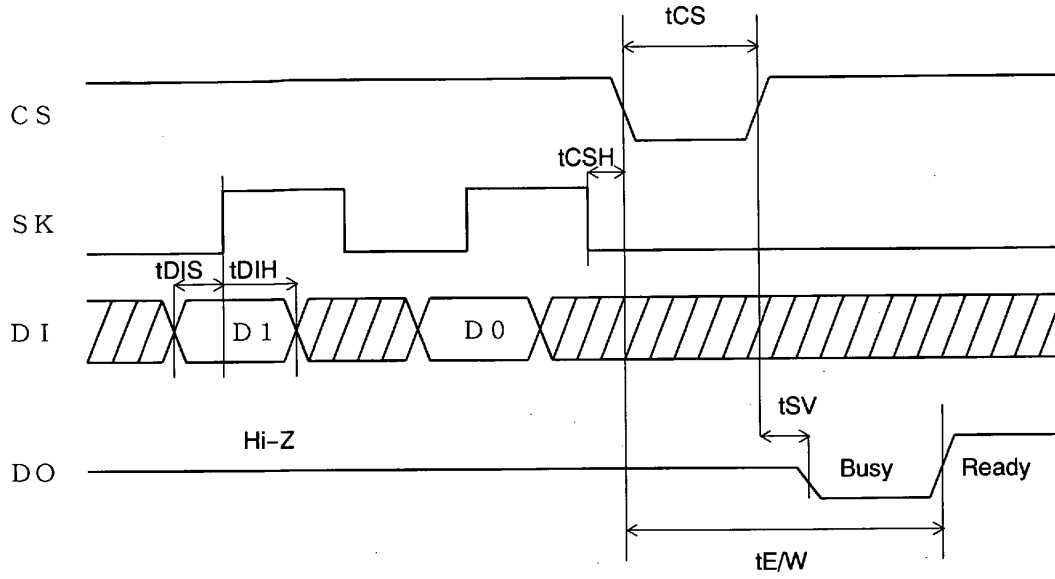 tCS
CS
tCSH
SK
tDIS tDIH
DI D1 D0
tSV
Hi-Z
DO Busy Ready
tE/W